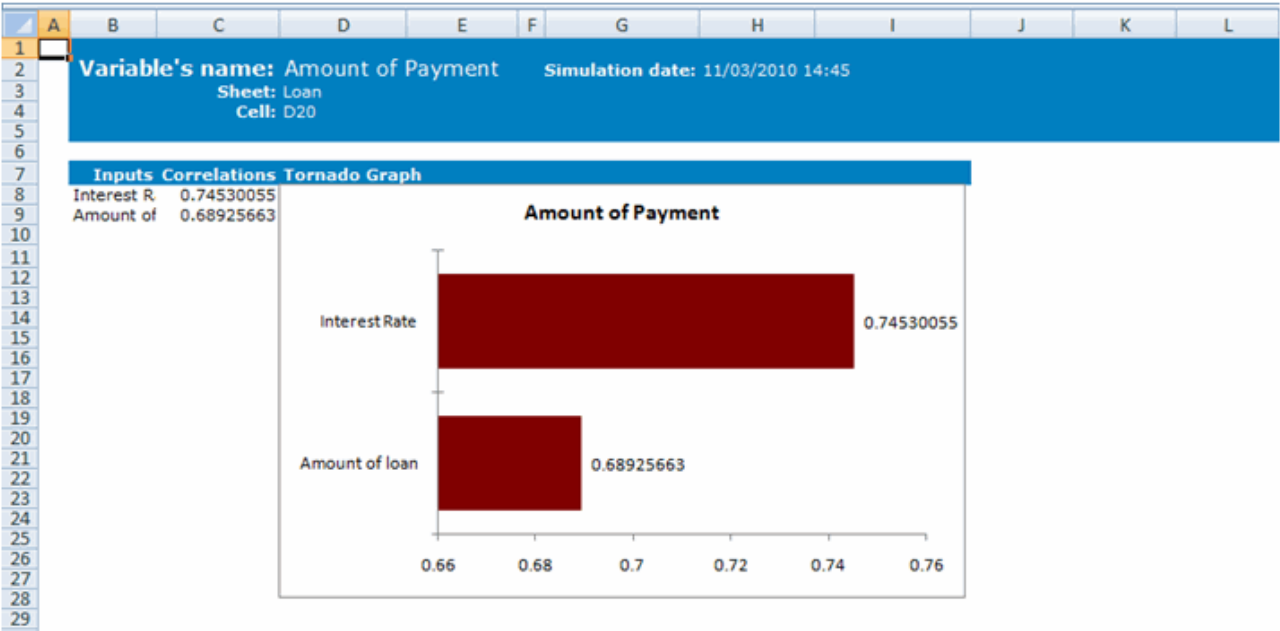 A B C D E F G H I J K L
1
2 Variable's name: Amount of Payment Simulation date: 11/03/2010 14:45
3 Sheet: Loan
4 Cell: D20
5
6
7 Inputs Correlations Tornado Graph
8 Interest R 0.74530055
9 Amount of 0.68925663
Amount of Payment
10
11
12
13
14 Interest Rate 0.74530055
15
16
17
18
19
20
21 Amount of loan 0.68925663
22
23
24
25
26 0.66 0.68 0.7 0.72 0.74 0.76
27
28
29